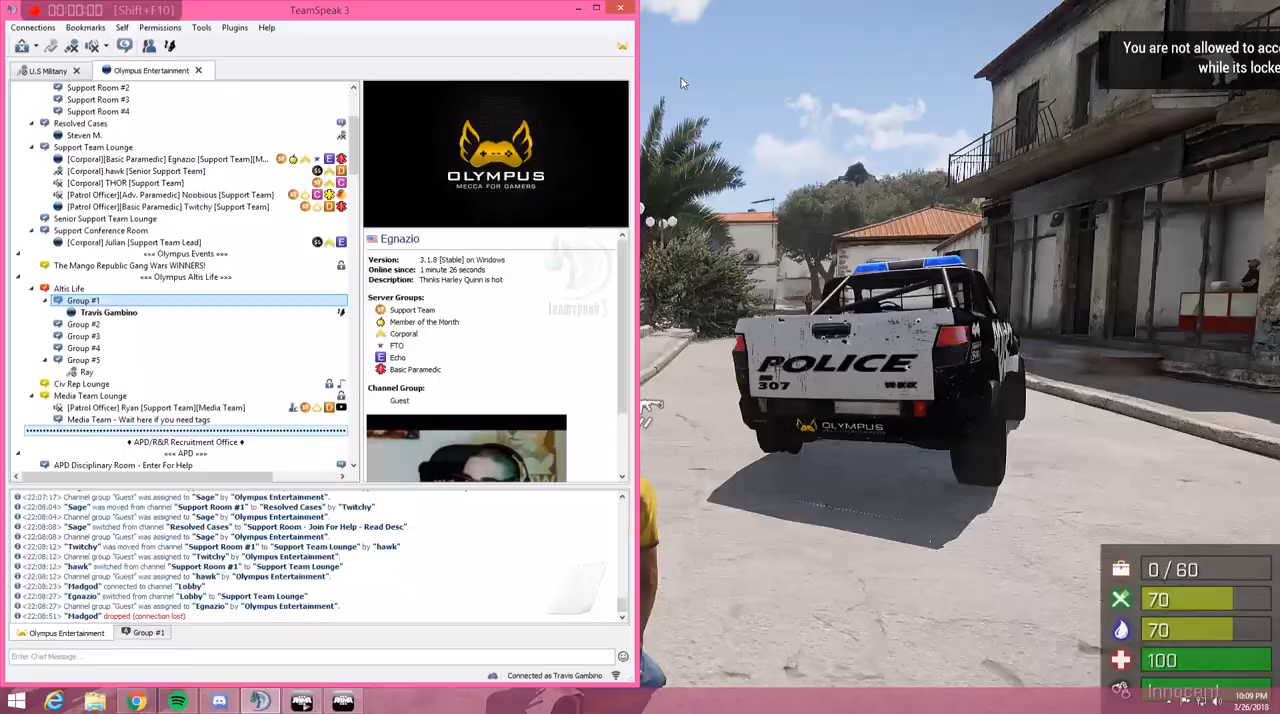 00:00:00 [Shift+F10]
TeamSpeak 3
Connections Bookmarks Self Permissions Tools Plugins Help
U.S Military
Olympus Entertainment
Support Room #2
Support Room #3
Support Room #4
Resolved Cases
Steven M.
Support Team Lounge
[Corporal][Basic Paramedic] Egnazio [Support Team][M...
[Corporal] hawk [Senior Support Team]
[Corporal] THOR [Support Team]
[Patrol Officer][Adv. Paramedic] Noobious [Support Team]
[Patrol Officer][Basic Paramedic] Twitchy [Support Team]
Senior Support Team Lounge
Support Conference Room
[Corporal] Julian [Support Team Lead]
««« Olympus Events »»»
The Mango Republic Gang Wars WINNERS!
«««« Olympus Altis Life »»»»
Altis Life
Group #1
Travis Gambino
Group #2
Group #3
Group #4
Group #5
Ray
Civ Rep Lounge
Media Team Lounge
[Patrol Officer] Ryan [Support Team][Media Team]
Media Team - Wait here if you need tags
♦ APD/R&R Recruitment Office ♦
««« APD »»»
APD Disciplinary Room - Enter For Help
OLYMPUS
MECCA FOR GAMERS
Egnazio
Version: 3.1.8 [Stable] on Windows
Online since: 1 minute 26 seconds
Description: Thinks Harley Quinn is hot
Server Groups:
Support Team
Member of the Month
Corporal
FTO
Echo
Basic Paramedic
Channel Group:
Guest
teamspeak3
<22:07:17> Channel group "Guest" was assigned to "Sage" by "Olympus Entertainment".
<22:08:04> "Sage" was moved from channel "Support Room #1" to "Resolved Cases" by "Twitchy"
<22:08:04> Channel group "Guest" was assigned to "Sage" by "Olympus Entertainment".
<22:08:08> "Sage" switched from channel "Resolved Cases" to "Support Room - Join For Help - Read Desc"
<22:08:08> Channel group "Guest" was assigned to "Sage" by "Olympus Entertainment".
<22:08:12> "Twitchy" was moved from channel "Support Room #1" to "Support Team Lounge" by "hawk"
<22:08:12> Channel group "Guest" was assigned to "Twitchy" by "Olympus Entertainment".
<22:08:12> "hawk" switched from channel "Support Room #1" to "Support Team Lounge"
<22:08:12> Channel group "Guest" was assigned to "hawk" by "Olympus Entertainment".
<22:08:23> "Madgod" connected to channel "Lobby"
<22:08:27> "Egnazio" switched from channel "Lobby" to "Support Team Lounge"
<22:08:27> Channel group "Guest" was assigned to "Egnazio" by "Olympus Entertainment".
<22:08:51> "Madgod" dropped (connection lost)
Olympus Entertainment
Group #1
Enter Chat Message...
Connected as Travis Gambino
You are not allowed to acce
while its locke
POLICE
307
OLYMPUS
0 / 60
70
70
100
Innocent
10:09 PM
3/26/2018